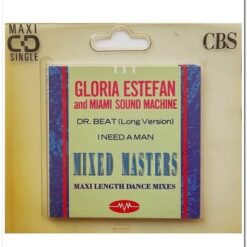 MAXI
CD
SINGLE
CBS
GLORIA ESTEFAN
and MIAMI SOUND MACHINE
DR. BEAT (Long Version)
I NEED A MAN
MIXED MASTERS
MAXI LENGTH DANCE MIXES